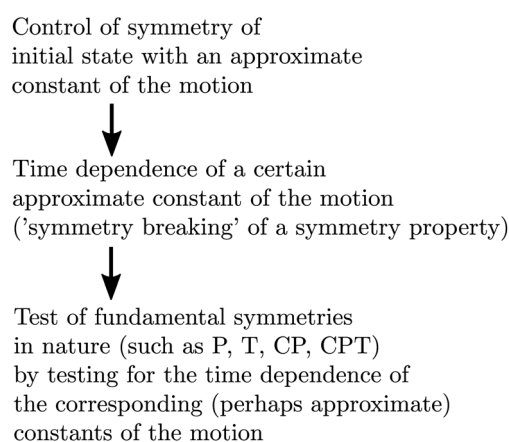 Control of symmetry of
initial state with an approximate
constant of the motion
Time dependence of a certain
approximate constant of the motion
('symmetry breaking' of a symmetry property)
Test of fundamental symmetries
in nature (such as P, T, CP, CPT)
by testing for the time dependence of
the corresponding (perhaps approximate)
constants of the motion